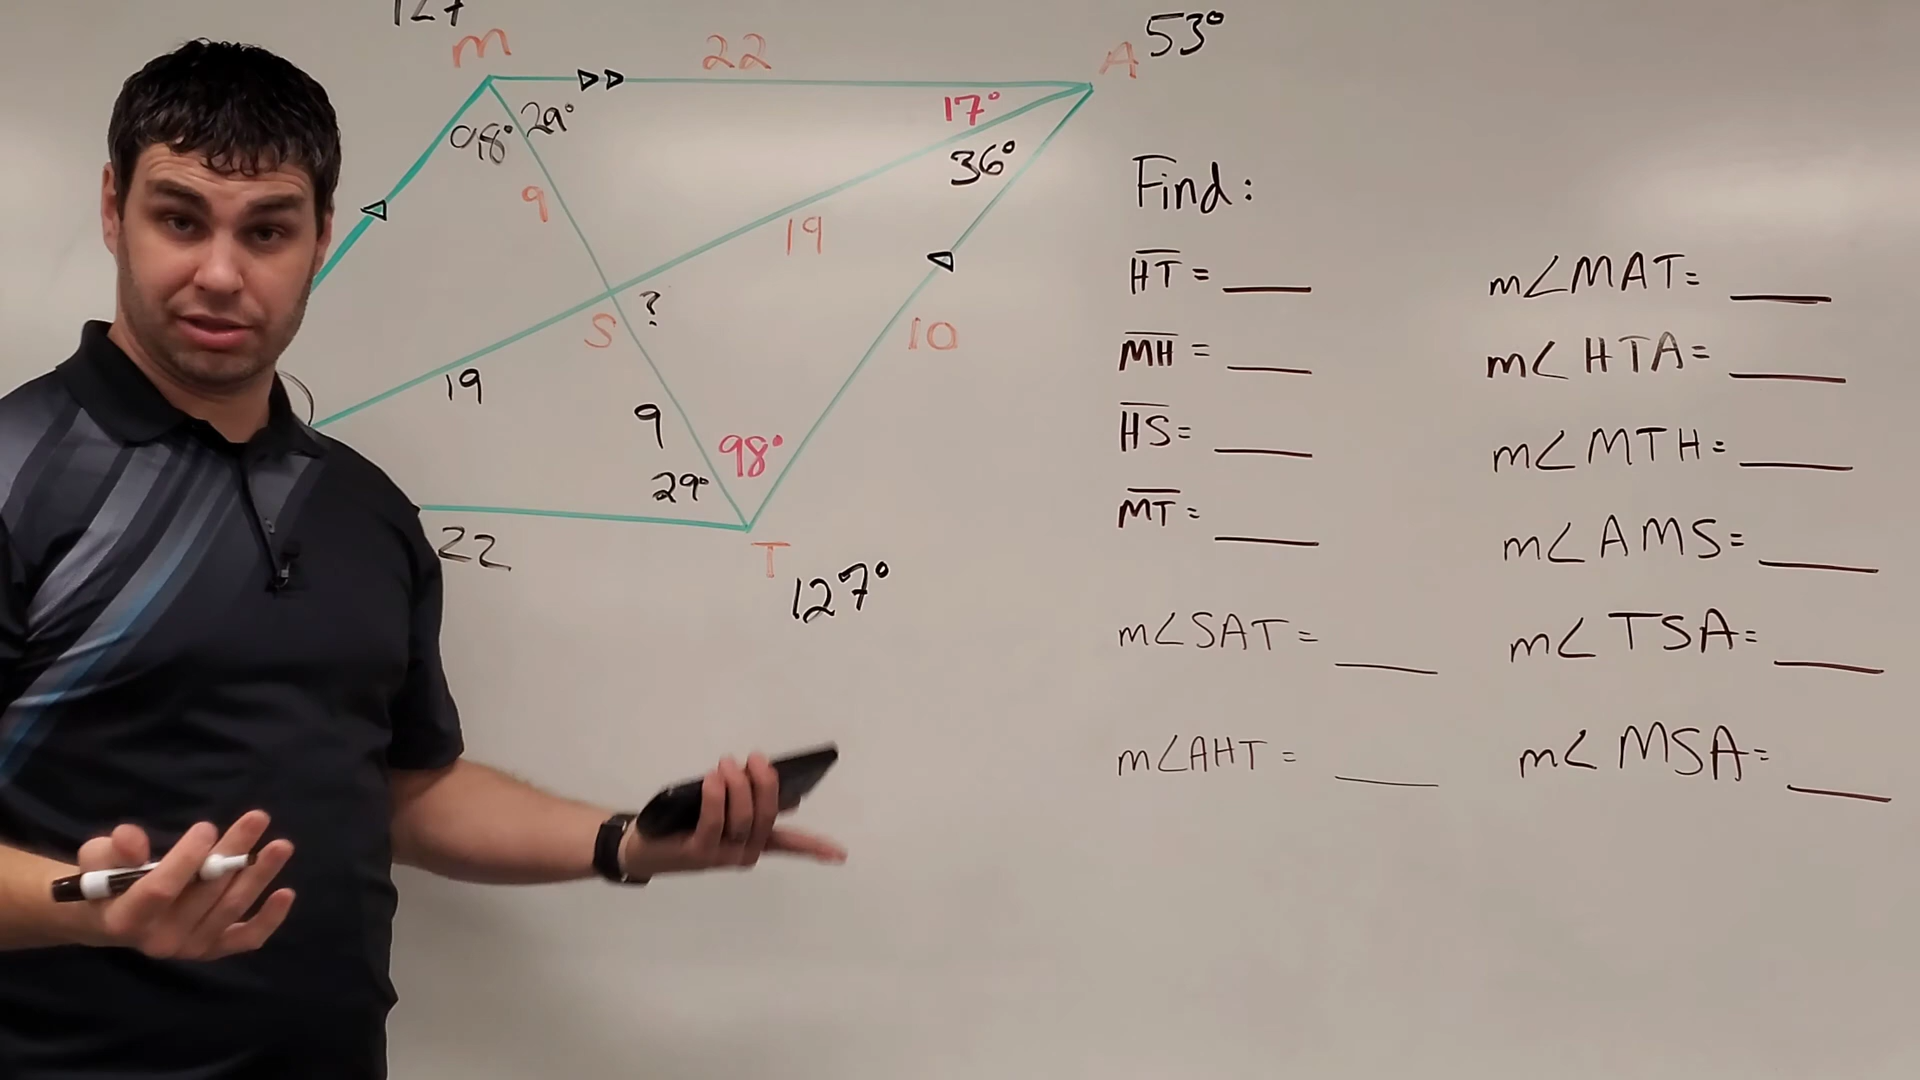 M
22
A
53°
98°
29°
17°
36°
9
19
S
?
10
19
9
98°
29°
22
T
127°
Find:
HT = ___
MH = ___
HS= ___
MT= ___
m∠SAT = ___
m∠AHT = ___
m∠MAT= ___
m∠HTA= ___
m∠MTH= ___
m∠AMS= ___
m∠TSA= ___
m∠MSA= ___